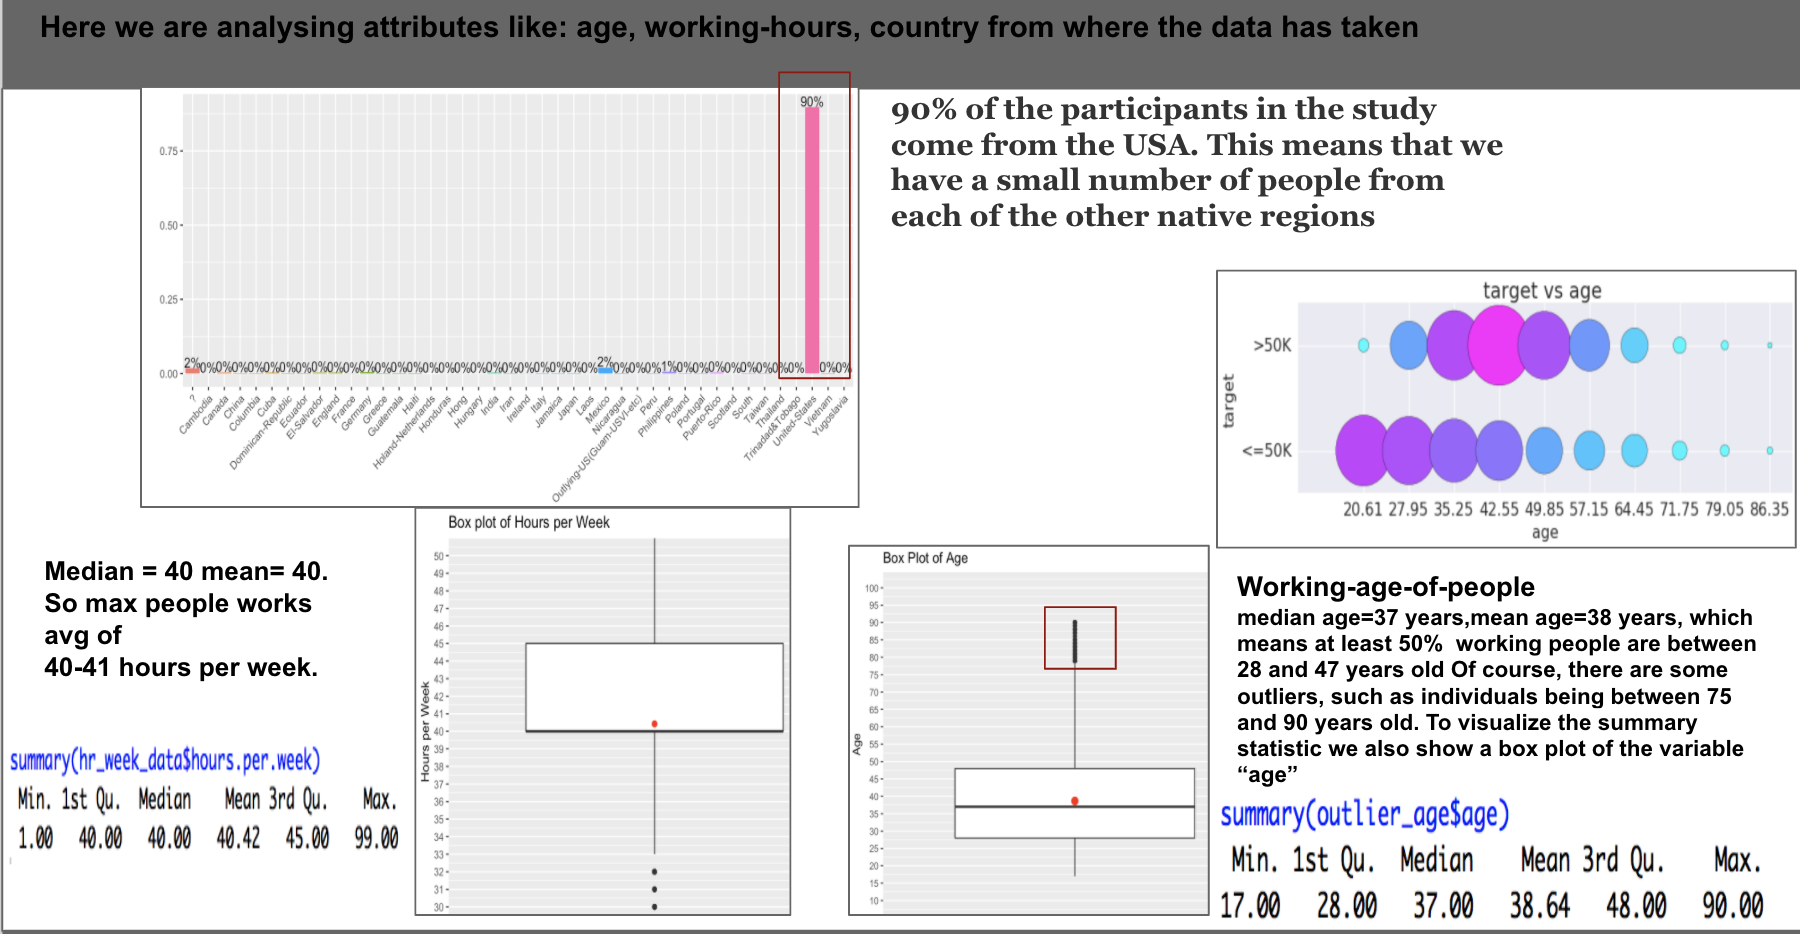 Here we are analysing attributes like: age, working-hours, country from where the data has taken
90%
0.75
0.50
0.25
0.00
2% 0% 0% 0% 0% 0% 0% 0% 0% 0% 0% 0% 0% 0% 0% 0% 0% 0% 0% 0% 0% 0% 0% 0% 0% 0% 2% 0% 0% 0% 1% 0% 0% 0% 0% 0% 0% 0% 0% 0% 0%
?
Cambodia
Canada
China
Columbia
Cuba
Dominican-Republic
Ecuador
El-Salvador
England
France
Germany
Greece
Guatemala
Haiti
Holand-Netherlands
Honduras
Hong
Hungary
India
Iran
Ireland
Italy
Jamaica
Japan
Laos
Mexico
Nicaragua
Outlying-US(Guam-USVI-etc)
Peru
Philippines
Poland
Portugal
Puerto-Rico
Scotland
South
Taiwan
Thailand
Trinadad&Tobago
United-States
Vietnam
Yugoslavia
90% of the participants in the study
come from the USA. This means that we
have a small number of people from
each of the other native regions
target vs age
>50K
target
<=50K
20.61 27.95 35.25 42.55 49.85 57.15 64.45 71.75 79.05 86.35
age
Median = 40 mean= 40.
So max people works
avg of
40-41 hours per week.
summary(hr_week_data$hours.per.week)
Min. 1st Qu. Median Mean 3rd Qu. Max.
1.00 40.00 40.00 40.42 45.00 99.00
Box plot of Hours per Week
Hours per Week
50
49
48
47
46
45
44
43
42
41
40
39
38
37
36
35
34
33
32
31
30
Box Plot of Age
Age
100
95
90
85
80
75
70
65
60
55
50
45
40
35
30
25
20
15
10
Working-age-of-people
median age=37 years,mean age=38 years, which
means at least 50% working people are between
28 and 47 years old Of course, there are some
outliers, such as individuals being between 75
and 90 years old. To visualize the summary
statistic we also show a box plot of the variable
“age”
summary(outlier_age$age)
Min. 1st Qu. Median Mean 3rd Qu. Max.
17.00 28.00 37.00 38.64 48.00 90.00